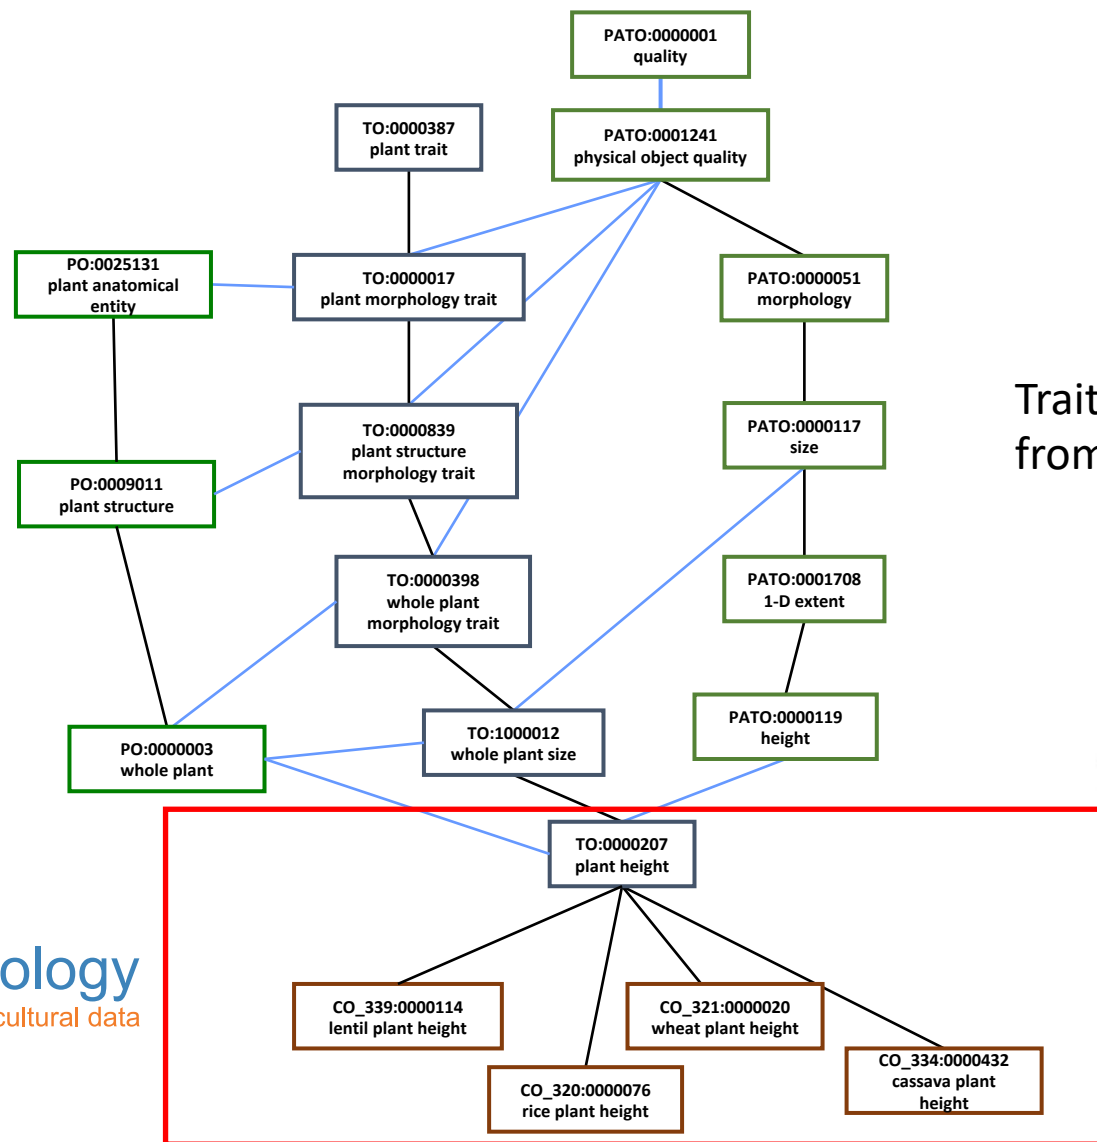 PATO:0000001
quality
TO:0000387
plant trait
PATO:0001241
physical object quality
PO:0025131
plant anatomical
entity
TO:0000017
plant morphology trait
PATO:0000051
morphology
Trait
from
TO:0000839
plant structure
morphology trait
PATO:0000117
size
PO:0009011
plant structure
TO:0000398
whole plant
morphology trait
PATO:0001708
1-D extent
PO:0000003
whole plant
TO:1000012
whole plant size
PATO:0000119
height
TO:0000207
plant height
ology
cultural data
CO_339:0000114
lentil plant height
CO_321:0000020
wheat plant height
CO_320:0000076
rice plant height
CO_334:0000432
cassava plant
height